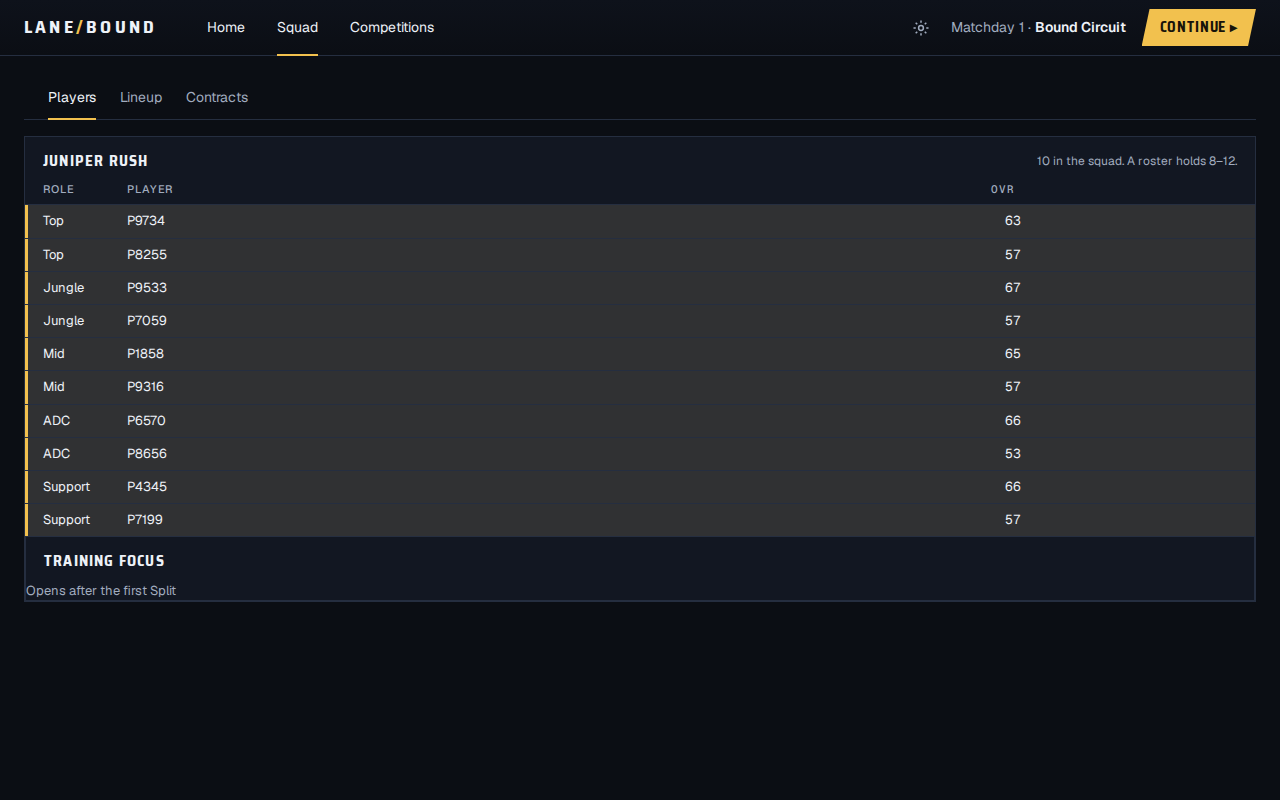 LANE/BOUND Home Squad Competitions Matchday 1 · Bound Circuit CONTINUE ▸
Players Lineup Contracts
JUNIPER RUSH 10 in the squad. A roster holds 8–12.
ROLE PLAYER OVR
Top P9734 63
Top P8255 57
Jungle P9533 67
Jungle P7059 57
Mid P1858 65
Mid P9316 57
ADC P6570 66
ADC P8656 53
Support P4345 66
Support P7199 57
TRAINING FOCUS
Opens after the first Split